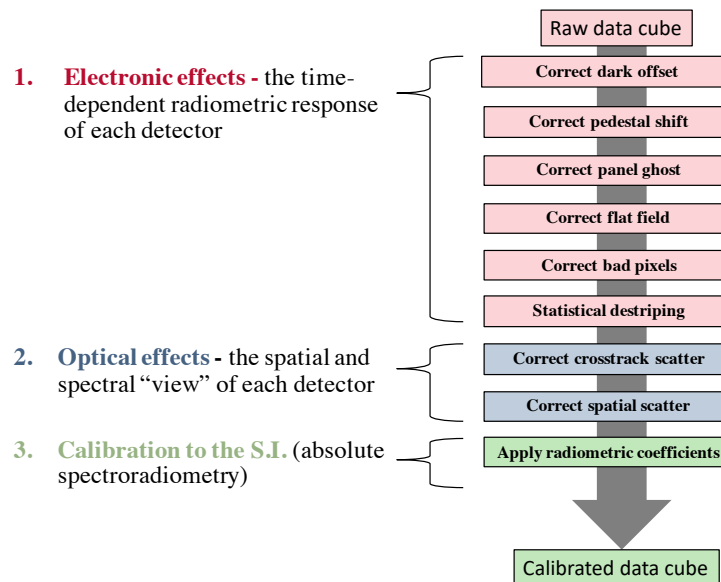 Raw data cube
1. Electronic effects - the time-
dependent radiometric response
of each detector
Correct dark offset
Correct pedestal shift
Correct panel ghost
Correct flat field
Correct bad pixels
Statistical destriping
2. Optical effects - the spatial and
spectral “view” of each detector
Correct crosstrack scatter
Correct spatial scatter
3. Calibration to the S.I. (absolute
spectroradiometry)
Apply radiometric coefficients
Calibrated data cube